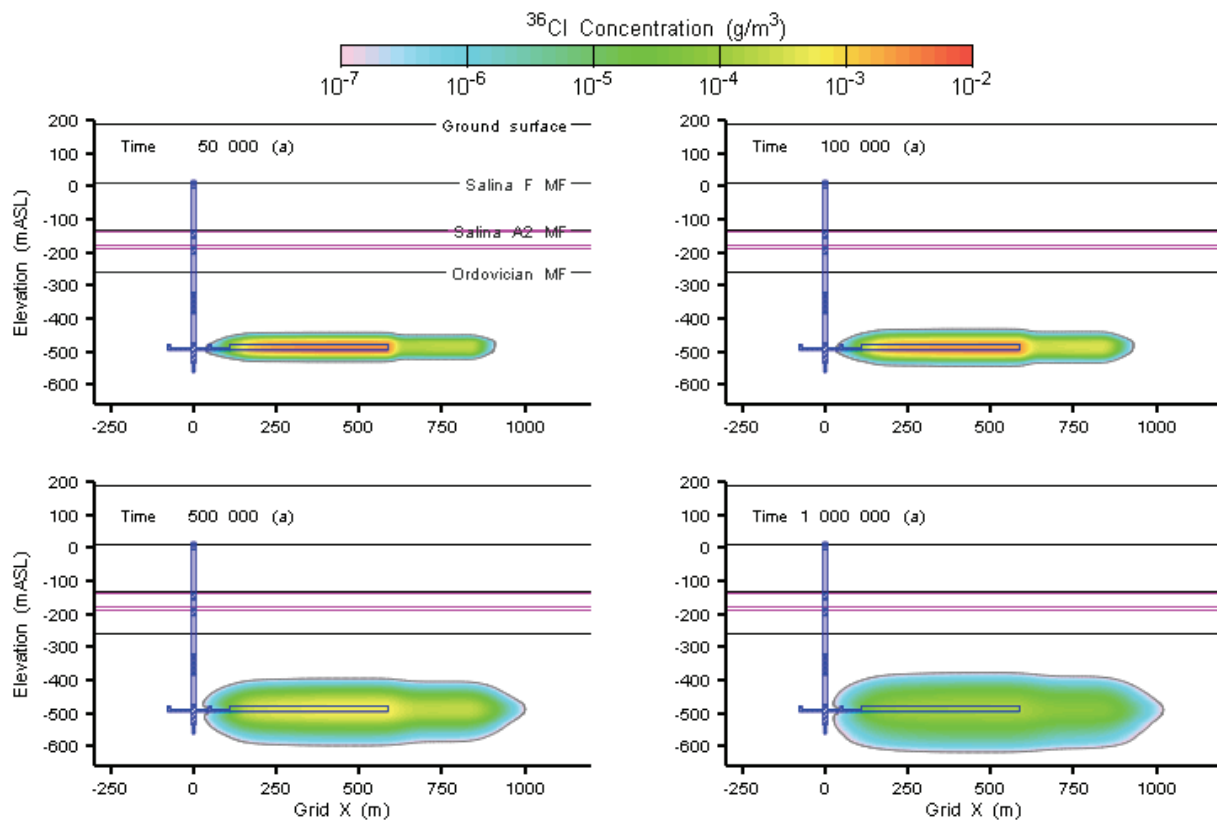 ³⁶Cl Concentration (g/m³)
10⁻⁷ 10⁻⁶ 10⁻⁵ 10⁻⁴ 10⁻³ 10⁻²
200
100
0
-100
-200
-300
-400
-500
-600
Elevation (mASL)
Time 50 000 (a)
Ground surface
Salina F MF
Salina A2 MF
Ordovician MF
-250 0 250 500 750 1000
200
100
0
-100
-200
-300
-400
-500
-600
Time 100 000 (a)
-250 0 250 500 750 1000
200
100
0
-100
-200
-300
-400
-500
-600
Elevation (mASL)
Time 500 000 (a)
-250 0 250 500 750 1000
Grid X (m)
200
100
0
-100
-200
-300
-400
-500
-600
Time 1 000 000 (a)
-250 0 250 500 750 1000
Grid X (m)